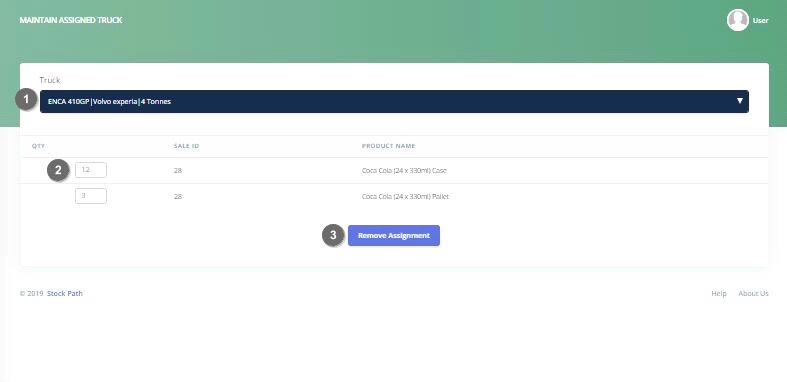 MAINTAIN ASSIGNED TRUCK
User
Truck
1
ENCA 410GP|Volvo experia|4 Tonnes
QTY SALE ID PRODUCT NAME
2 12 28 Coca Cola (24 x 330ml) Case
3 28 Coca Cola (24 x 330ml) Pallet
3 Remove Assignment
© 2019 Stock Path Help About Us